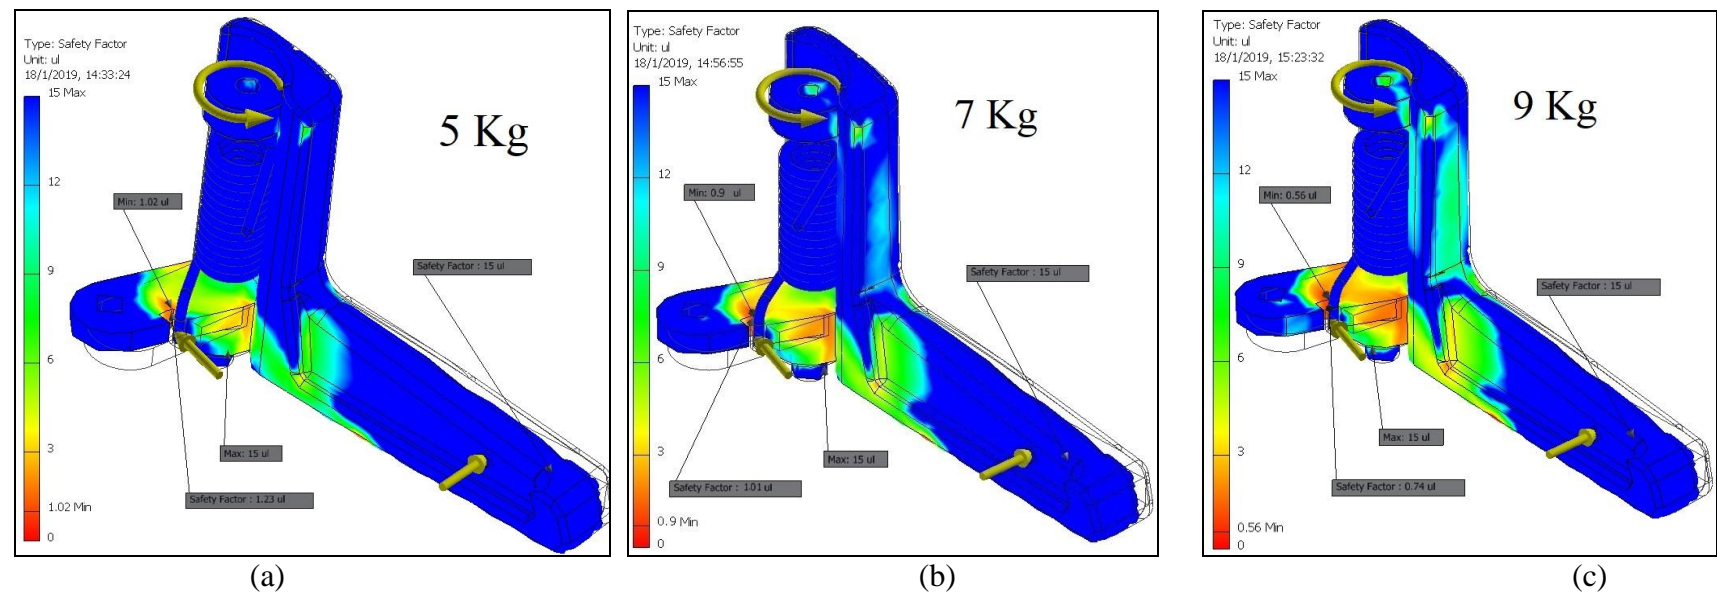 Type: Safety Factor
Unit: ul
18/1/2019, 14:33:24
15 Max
5 Kg
12
Min: 1.02 ul
9
Safety Factor : 15 ul
6
3
Max: 15 ul
Safety Factor : 1.23 ul
1.02 Min
0
(a)
Type: Safety Factor
Unit: ul
18/1/2019, 14:56:55
15 Max
7 Kg
12
Min: 0.9 ul
9
Safety Factor : 15 ul
6
3
Max: 15 ul
Safety Factor : 1.01 ul
0.9 Min
0
(b)
Type: Safety Factor
Unit: ul
18/1/2019, 15:23:32
15 Max
9 Kg
12
Min: 0.56 ul
9
Safety Factor : 15 ul
6
3
Max: 15 ul
Safety Factor : 0.74 ul
0.56 Min
0
(c)